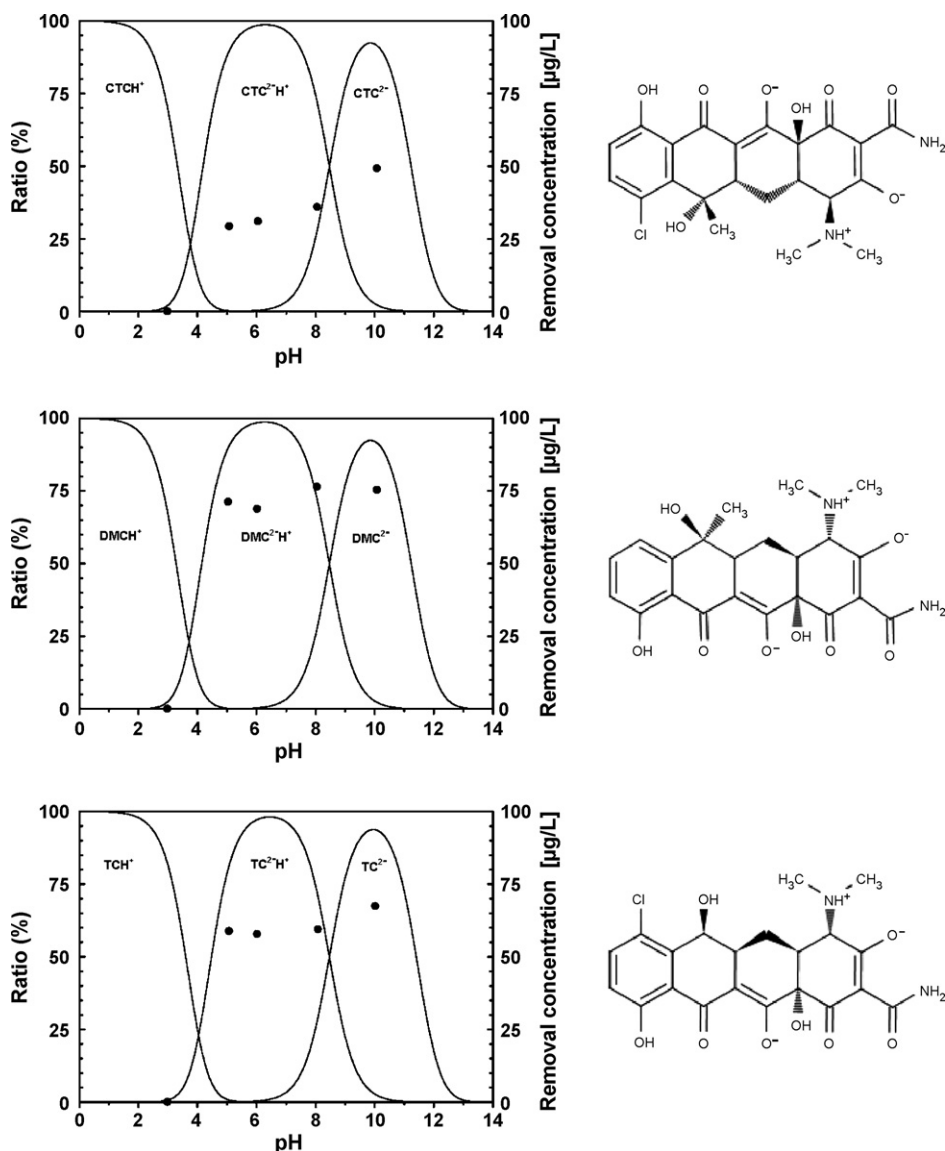 Ratio (%)
100
75
50
25
0
CTCH⁺
CTC²⁻H⁺
CTC²⁻
100
75
50
25
0
Removal concentration [µg/L]
0 2 4 6 8 10 12 14
pH
OH O O⁻ OH O O
NH₂
O⁻
Cl HO CH₃ NH⁺
H₃C CH₃
Ratio (%)
100
75
50
25
0
DMCH⁺
DMC²⁻H⁺
DMC²⁻
100
75
50
25
0
Removal concentration [µg/L]
0 2 4 6 8 10 12 14
pH
H₃C CH₃
HO CH₃ NH⁺
O⁻
NH₂
OH O O⁻ OH O O
Ratio (%)
100
75
50
25
0
TCH⁺
TC²⁻H⁺
TC²⁻
100
75
50
25
0
Removal concentration [µg/L]
0 2 4 6 8 10 12 14
pH
H₃C CH₃
Cl OH NH⁺
O⁻
NH₂
OH O O⁻ OH O O